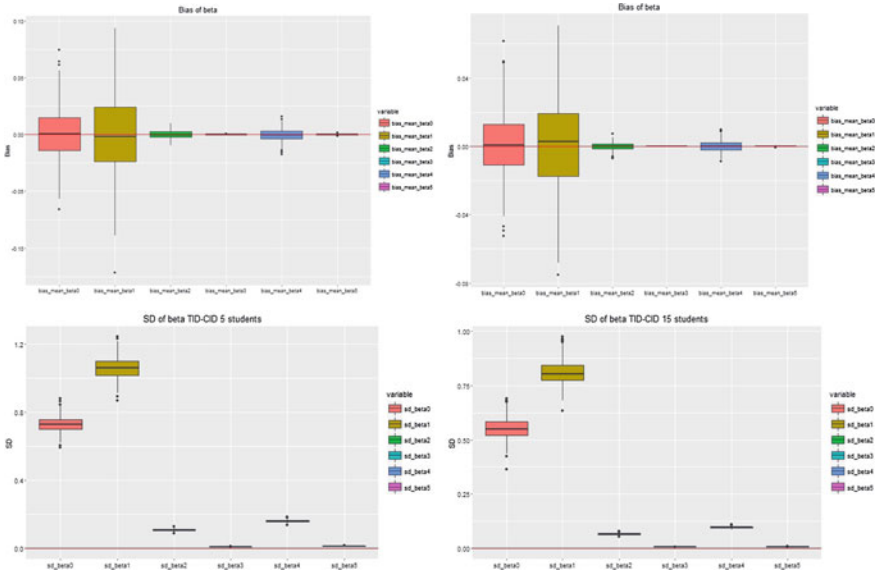 Bias of beta
0.10
0.05
0.00
-0.05
-0.10
Bias
bias_mean_beta0 bias_mean_beta1 bias_mean_beta2 bias_mean_beta3 bias_mean_beta4 bias_mean_beta5
variable
bias_mean_beta0
bias_mean_beta1
bias_mean_beta2
bias_mean_beta3
bias_mean_beta4
bias_mean_beta5
Bias of beta
0.04
0.00
-0.04
-0.08
Bias
bias_mean_beta0 bias_mean_beta1 bias_mean_beta2 bias_mean_beta3 bias_mean_beta4 bias_mean_beta5
variable
bias_mean_beta0
bias_mean_beta1
bias_mean_beta2
bias_mean_beta3
bias_mean_beta4
bias_mean_beta5
SD of beta TID-CID 5 students
1.2
0.8
0.4
0.0
SD
sd_beta0 sd_beta1 sd_beta2 sd_beta3 sd_beta4 sd_beta5
variable
sd_beta0
sd_beta1
sd_beta2
sd_beta3
sd_beta4
sd_beta5
SD of beta TID-CID 15 students
1.00
0.75
0.50
0.25
0.00
SD
sd_beta0 sd_beta1 sd_beta2 sd_beta3 sd_beta4 sd_beta5
variable
sd_beta0
sd_beta1
sd_beta2
sd_beta3
sd_beta4
sd_beta5